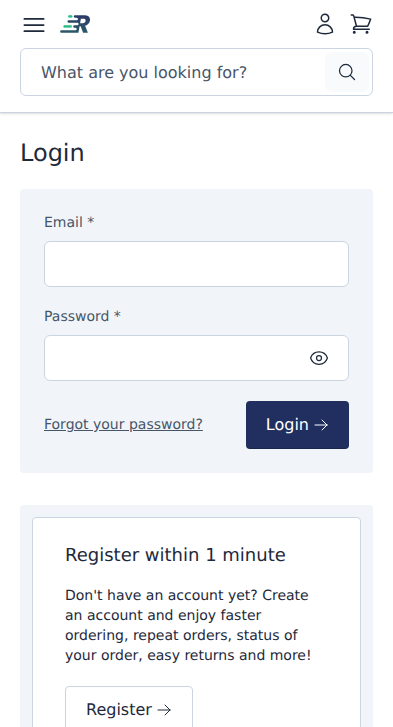 R
What are you looking for?
Login
Email *
Password *
Forgot your password?
Login →
Register within 1 minute
Don't have an account yet? Create
an account and enjoy faster
ordering, repeat orders, status of
your order, easy returns and more!
Register →